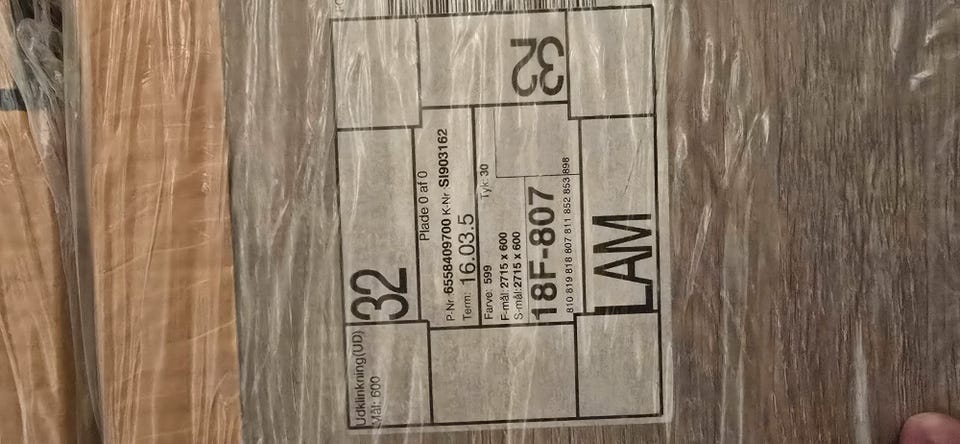 Udklinkning(UD)
Mål: 600
32
Plade 0 af 0
P-Nr: 6558409700 K-Nr SI903162
Term: 16.03.5
Farve: 599 Tyk: 30
F-mål: 2715 x 600
S-mål: 2715 x 600
18F-807
810 819 818 807 811 852 853 898
LAM
32